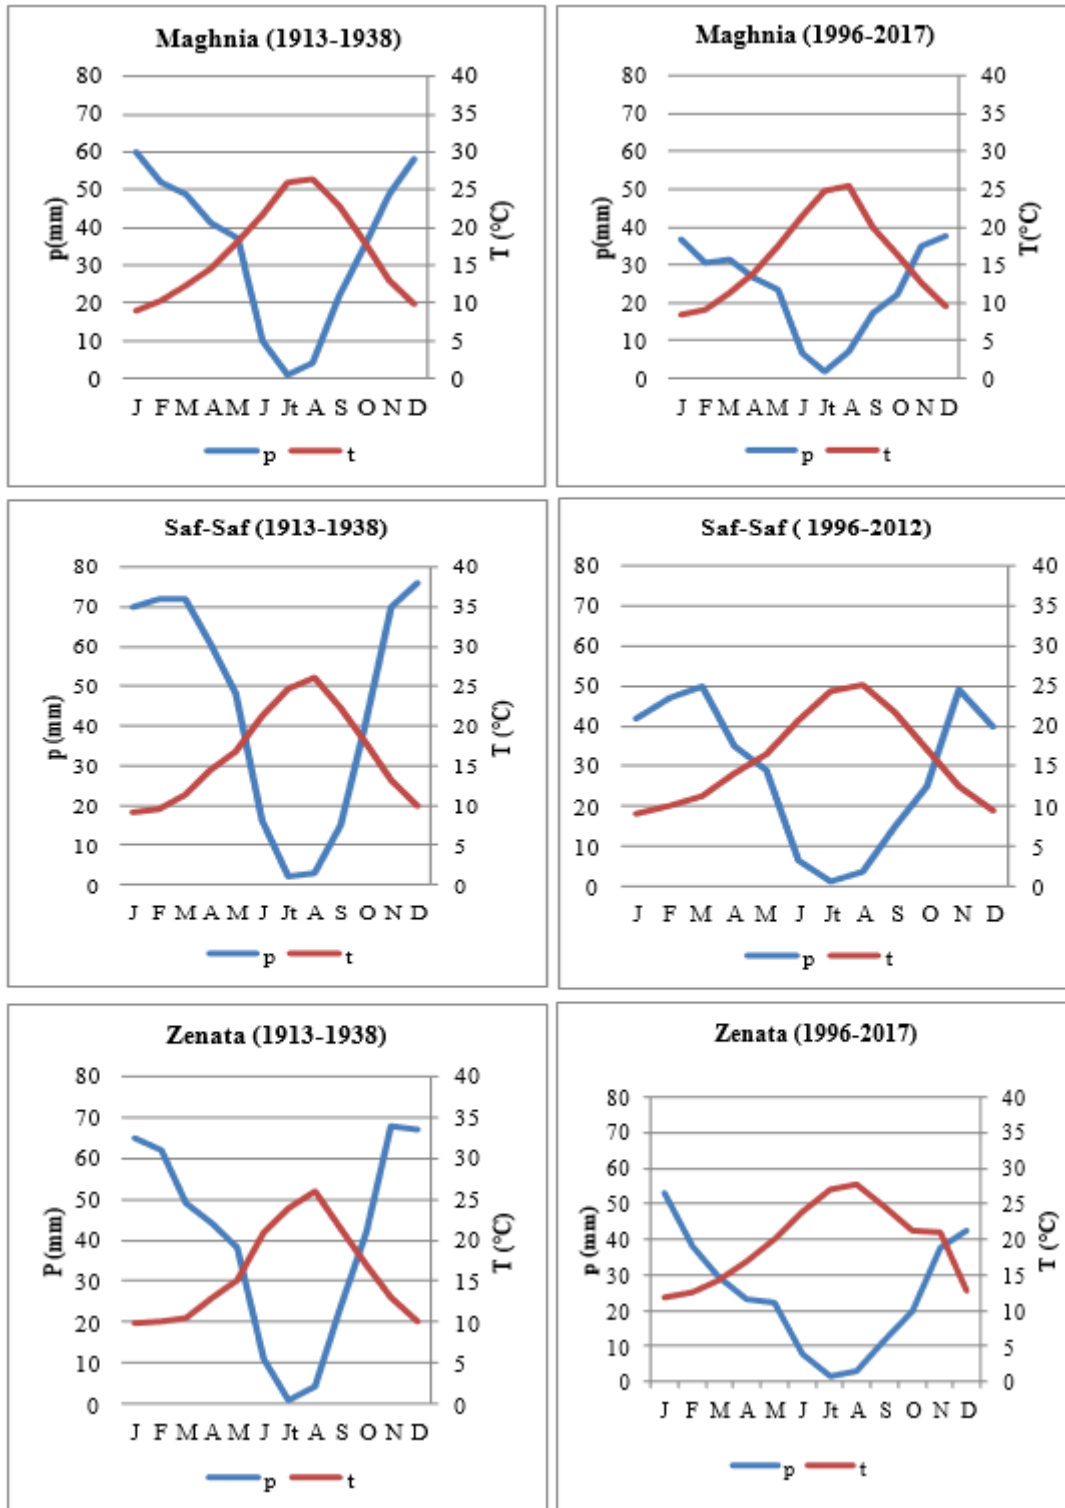 Maghnia (1913-1938)
80 40
70 35
60 30
50 25
40 20
30 15
20 10
10 5
0 0
p(mm)
T (°C)
J F M A M J Jt A S O N D
p t
Maghnia (1996-2017)
80 40
70 35
60 30
50 25
40 20
30 15
20 10
10 5
0 0
p(mm)
T(°C)
J F M A M J Jt A S O N D
p t
Saf-Saf (1913-1938)
80 40
70 35
60 30
50 25
40 20
30 15
20 10
10 5
0 0
p (mm)
T (°C)
J F M A M J Jt A S O N D
p t
Saf-Saf ( 1996-2012)
80 40
70 35
60 30
50 25
40 20
30 15
20 10
10 5
0 0
J F M A M J Jt A S O N D
p t
Zenata (1913-1938)
80 40
70 35
60 30
50 25
40 20
30 15
20 10
10 5
0 0
P (mm)
T (°C)
J F M A M J Jt A S O N D
p t
Zenata (1996-2017)
80 40
70 35
60 30
50 25
40 20
30 15
20 10
10 5
0 0
p (mm)
T (°C)
J F M A M J Jt A S O N D
p t